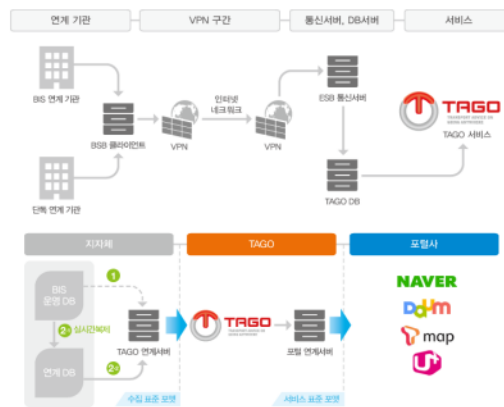 연계 기관
VPN 구간
통신서버, DB서버
서비스
BIS 연계 기관
BSB 클라이언트
VPN
인터넷
네트워크
VPN
ESB 통신서버
TAGO
TAGO 서비스
단독 연계 기관
TAGO DB
지자체
TAGO
포털사
BIS
운영 DB
1
2-1 실시간복제
연계 DB
2-2
TAGO 연계서버
TAGO
포털 연계서버
NAVER
Daum
T map
U+
수집 표준 포맷
서비스 표준 포맷